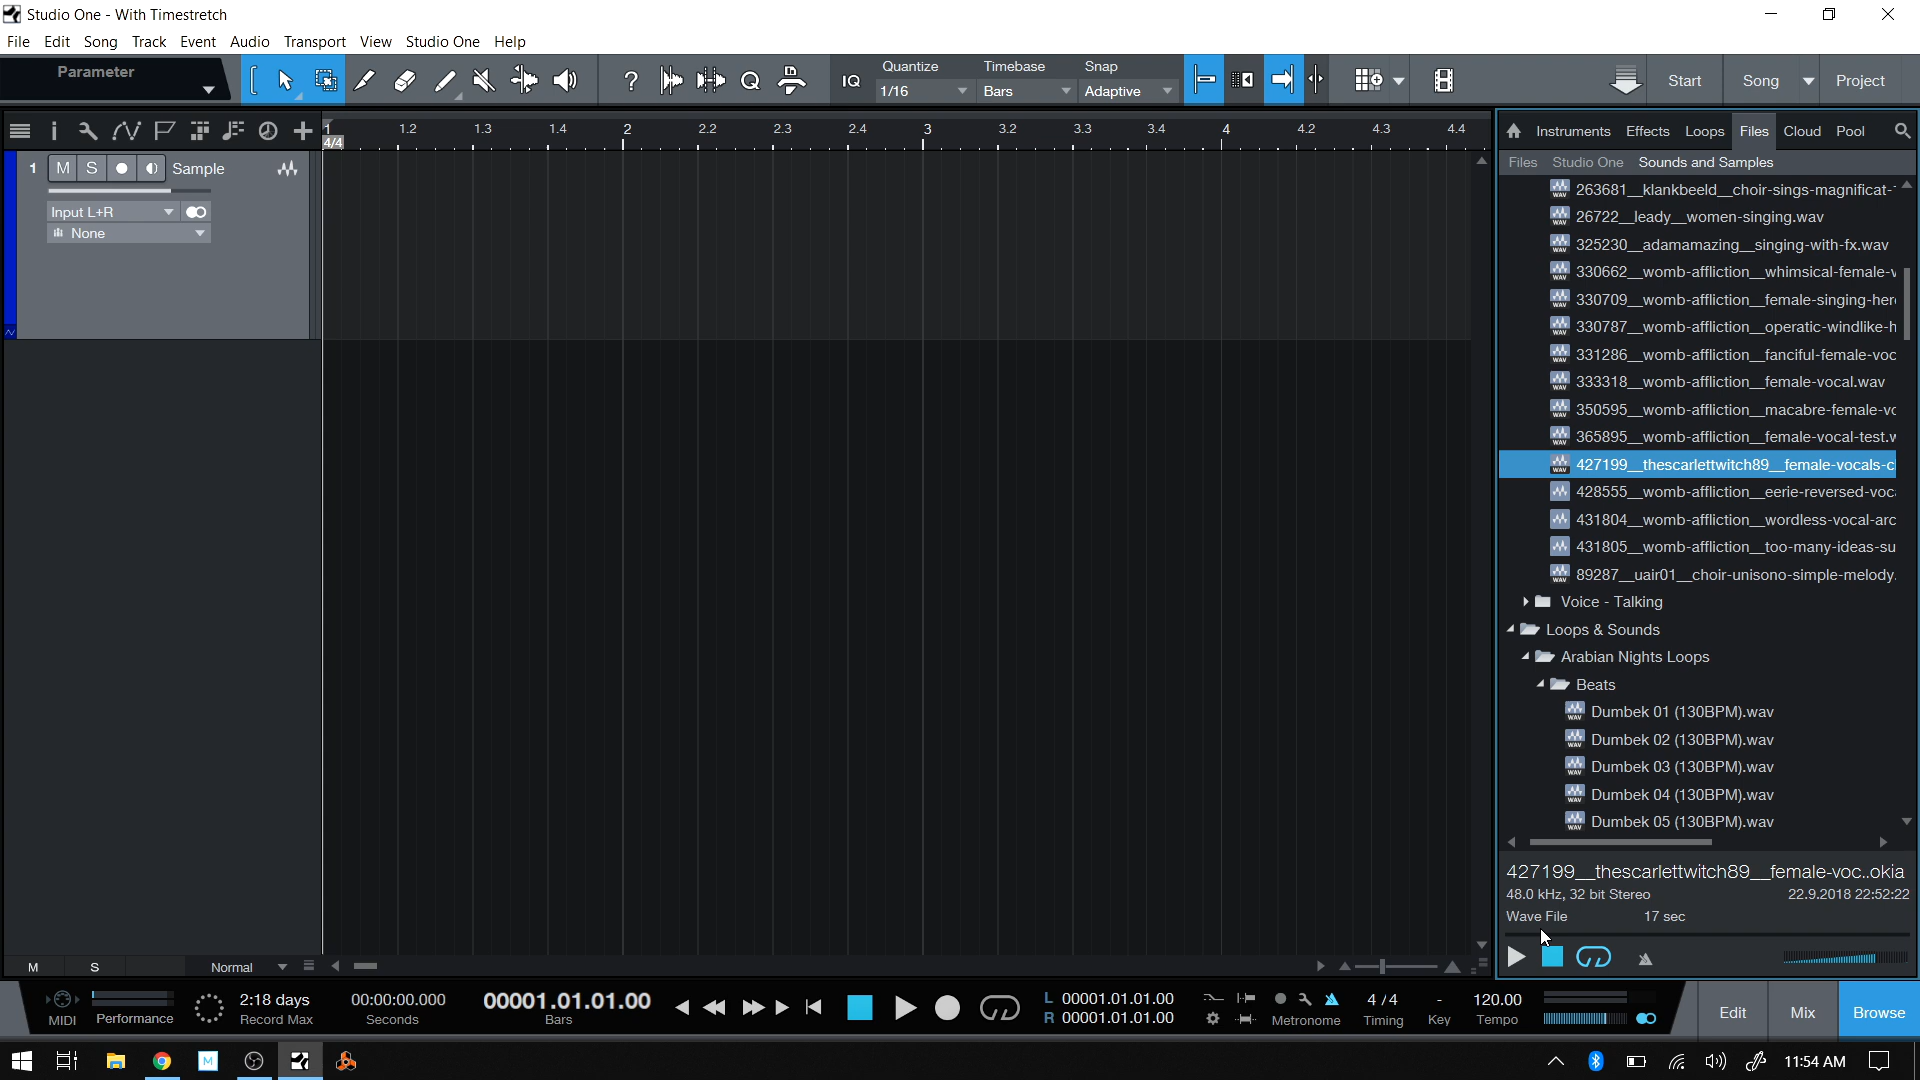 Studio One - With Timestretch
File Edit Song Track Event Audio Transport View Studio One Help
Parameter
? IQ Quantize 1/16 Timebase Bars Snap Adaptive Start Song Project
1 1.2 1.3 1.4 2 2.2 2.3 2.4 3 3.2 3.3 3.4 4 4.2 4.3 4.4
4/4
1 M S Sample
Input L+R
None
Instruments Effects Loops Files Cloud Pool
Files Studio One Sounds and Samples
263681__klankbeeld__choir-sings-magnificat-
26722__leady__women-singing.wav
325230__adamamazing__singing-with-fx.wav
330662__womb-affliction__whimsical-female-v
330709__womb-affliction__female-singing-her
330787__womb-affliction__operatic-windlike-h
331286__womb-affliction__fanciful-female-voc
333318__womb-affliction__female-vocal.wav
350595__womb-affliction__macabre-female-vo
365895__womb-affliction__female-vocal-test.w
427199__thescarlettwitch89__female-vocals-c
428555__womb-affliction__eerie-reversed-voc
431804__womb-affliction__wordless-vocal-arc
431805__womb-affliction__too-many-ideas-su
89287__uair01__choir-unisono-simple-melody.
Voice - Talking
Loops & Sounds
Arabian Nights Loops
Beats
Dumbek 01 (130BPM).wav
Dumbek 02 (130BPM).wav
Dumbek 03 (130BPM).wav
Dumbek 04 (130BPM).wav
Dumbek 05 (130BPM).wav
427199__thescarlettwitch89__female-voc..okia
48.0 kHz, 32 bit Stereo 22.9.2018 22:52:22
Wave File 17 sec
M S Normal
MIDI Performance
2:18 days
Record Max
00:00:00.000
Seconds
00001.01.01.00
Bars
L 00001.01.01.00
R 00001.01.01.00
Metronome
4 / 4
Timing
-
Key
120.00
Tempo
Edit Mix Browse
11:54 AM